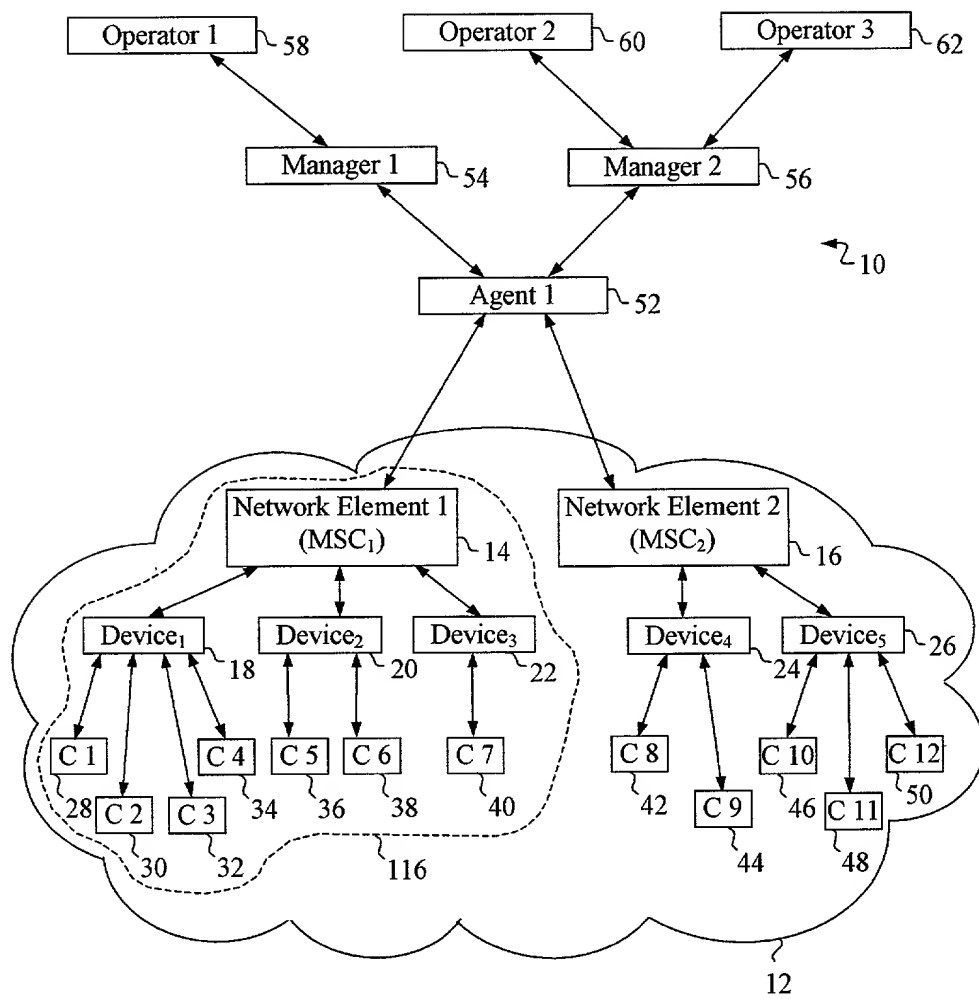 Operator 1
58
Operator 2
60
Operator 3
62
Manager 1
54
Manager 2
56
10
Agent 1
52
Network Element 1
(MSC₁)
14
Network Element 2
(MSC₂)
16
Device₁
18
Device₂
20
Device₃
22
Device₄
24
Device₅
26
C 1
28
C 2
30
C 3
32
C 4
34
C 5
36
C 6
38
C 7
40
C 8
42
C 9
44
C 10
46
C 11
48
C 12
50
116
12